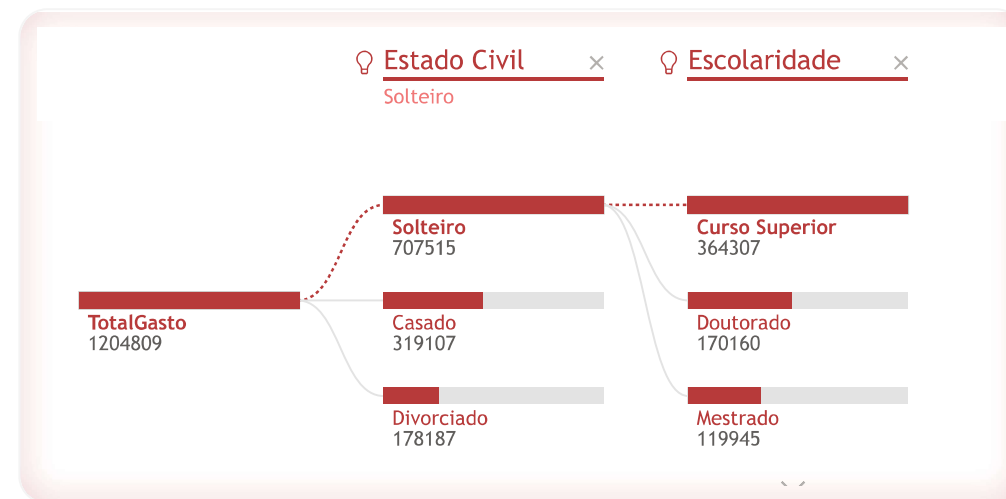 Estado Civil
Solteiro
Escolaridade
TotalGasto
1204809
Solteiro
707515
Casado
319107
Divorciado
178187
Curso Superior
364307
Doutorado
170160
Mestrado
119945